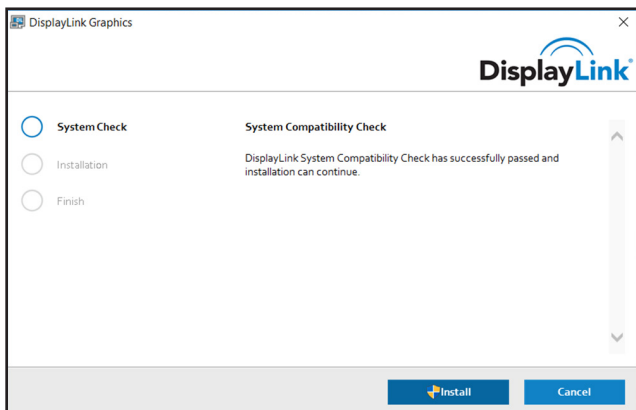 DisplayLink Graphics
DisplayLink®
System Check
Installation
Finish
System Compatibility Check
DisplayLink System Compatibility Check has successfully passed and
installation can continue.
Install
Cancel